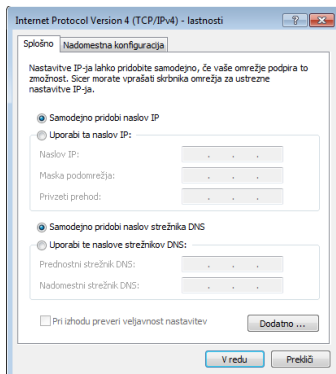 Internet Protocol Version 4 (TCP/IPv4) - lastnosti
Splošno
Nadomestna konfiguracija
Nastavitve IP-ja lahko pridobite samodejno, če vaše omrežje podpira to
zmožnost. Sicer morate vprašati skrbnika omrežja za ustrezne
nastavitve IP-ja.
Samodejno pridobi naslov IP
Uporabi ta naslov IP:
Naslov IP:
Maska podomrežja:
Privzeti prehod:
Samodejno pridobi naslov strežnika DNS
Uporabi te naslove strežnikov DNS:
Prednostni strežnik DNS:
Nadomestni strežnik DNS:
Pri izhodu preveri veljavnost nastavitev
Dodatno ...
V redu
Prekliči